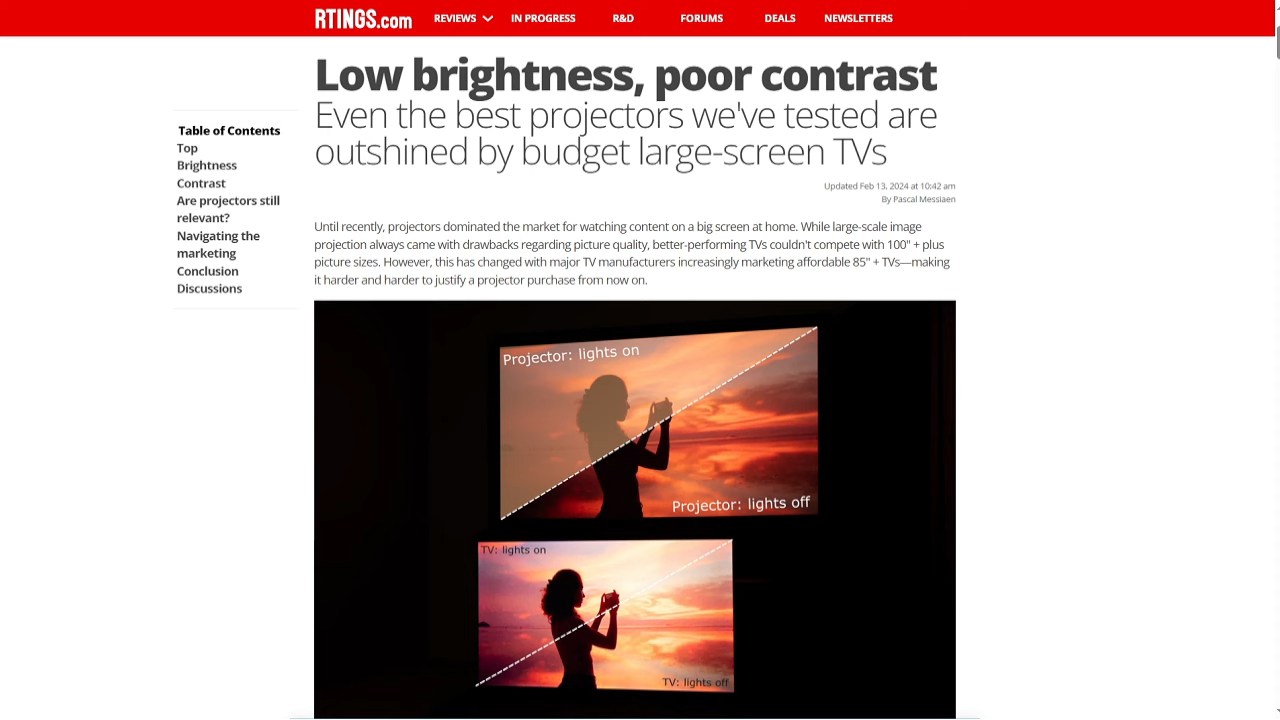 RTINGS.com
REVIEWS
IN PROGRESS
R&D
FORUMS
DEALS
NEWSLETTERS
Low brightness, poor contrast
Even the best projectors we've tested are
outshined by budget large-screen TVs
Table of Contents
Top
Brightness
Contrast
Are projectors still
relevant?
Navigating the
marketing
Conclusion
Discussions
Updated Feb 13, 2024 at 10:42 am
By Pascal Messiaen
Until recently, projectors dominated the market for watching content on a big screen at home. While large-scale image
projection always came with drawbacks regarding picture quality, better-performing TVs couldn't compete with 100" + plus
picture sizes. However, this has changed with major TV manufacturers increasingly marketing affordable 85" + TVs—making
it harder and harder to justify a projector purchase from now on.
Projector: lights on
Projector: lights off
TV: lights on
TV: lights off